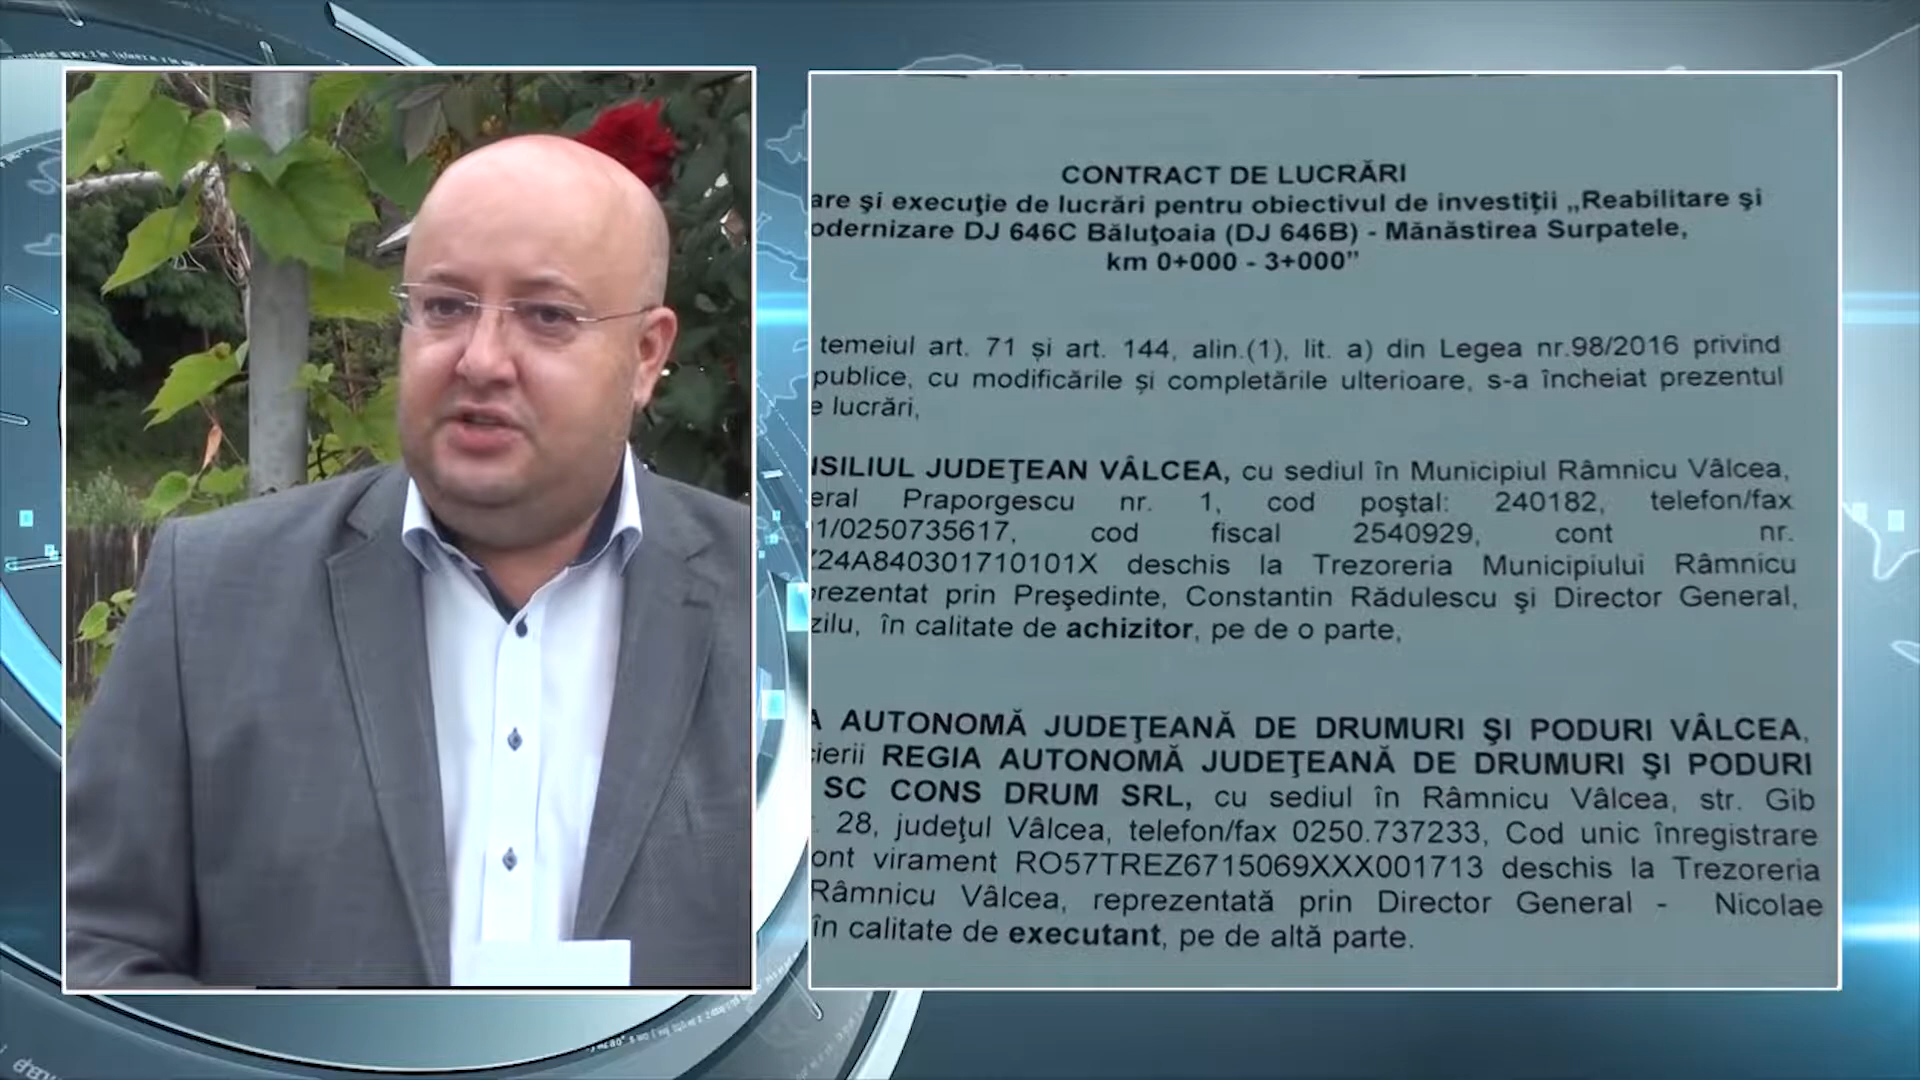 CONTRACT DE LUCRĂRI
are şi execuţie de lucrări pentru obiectivul de investiţii „Reabilitare şi
odernizare DJ 646C Băluţoaia (DJ 646B) - Mănăstirea Surpatele,
km 0+000 - 3+000”
temeiul art. 71 și art. 144, alin.(1), lit. a) din Legea nr.98/2016 privind
publice, cu modificările și completările ulterioare, s-a încheiat prezentul
e lucrări,
NSILIUL JUDEŢEAN VÂLCEA, cu sediul în Municipiul Râmnicu Vâlcea,
eral Praporgescu nr. 1, cod poştal: 240182, telefon/fax
1/0250735617, cod fiscal 2540929, cont nr.
Z24A840301710101X deschis la Trezoreria Municipiului Râmnicu
prezentat prin Preşedinte, Constantin Rădulescu şi Director General,
zilu, în calitate de achizitor, pe de o parte,
A AUTONOMĂ JUDEŢEANĂ DE DRUMURI ŞI PODURI VÂLCEA,
cierii REGIA AUTONOMĂ JUDEŢEANĂ DE DRUMURI ŞI PODURI
SC CONS DRUM SRL, cu sediul în Râmnicu Vâlcea, str. Gib
28, judeţul Vâlcea, telefon/fax 0250.737233, Cod unic înregistrare
ont virament RO57TREZ6715069XXX001713 deschis la Trezoreria
Râmnicu Vâlcea, reprezentată prin Director General - Nicolae
în calitate de executant, pe de altă parte.